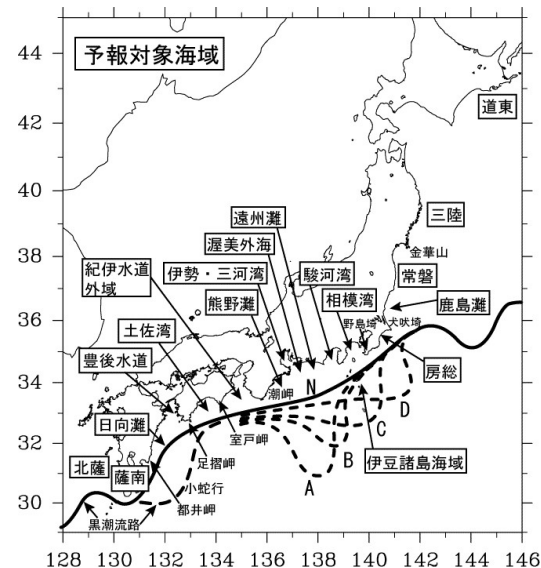 予報対象海域
44
42
40
38
36
34
32
30
道東
三陸
金華山
遠州灘
渥美外海
紀伊水道
外域
伊勢・三河湾
駿河湾
常磐
熊野灘
相模湾
鹿島灘
土佐湾
野島埼
犬吠埼
豊後水道
潮岬
N
房総
日向灘
室戸岬
D
C
足摺岬
B
伊豆諸島海域
北薩
薩南
小蛇行
A
都井岬
黒潮流路
128 130 132 133 134 136 138 140 142 144 146